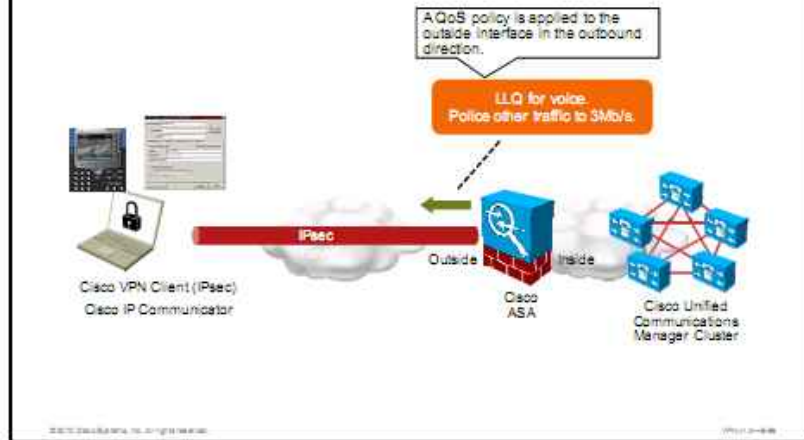 A QoS policy is applied to the
outside interface in the outbound
direction.
LLQ for voice.
Police other traffic to 3Mb/s.
IPsec
Outside
Inside
Cisco VPN Client (IPsec)
Cisco IP Communicator
Cisco
ASA
Cisco Unified
Communications
Manager Cluster